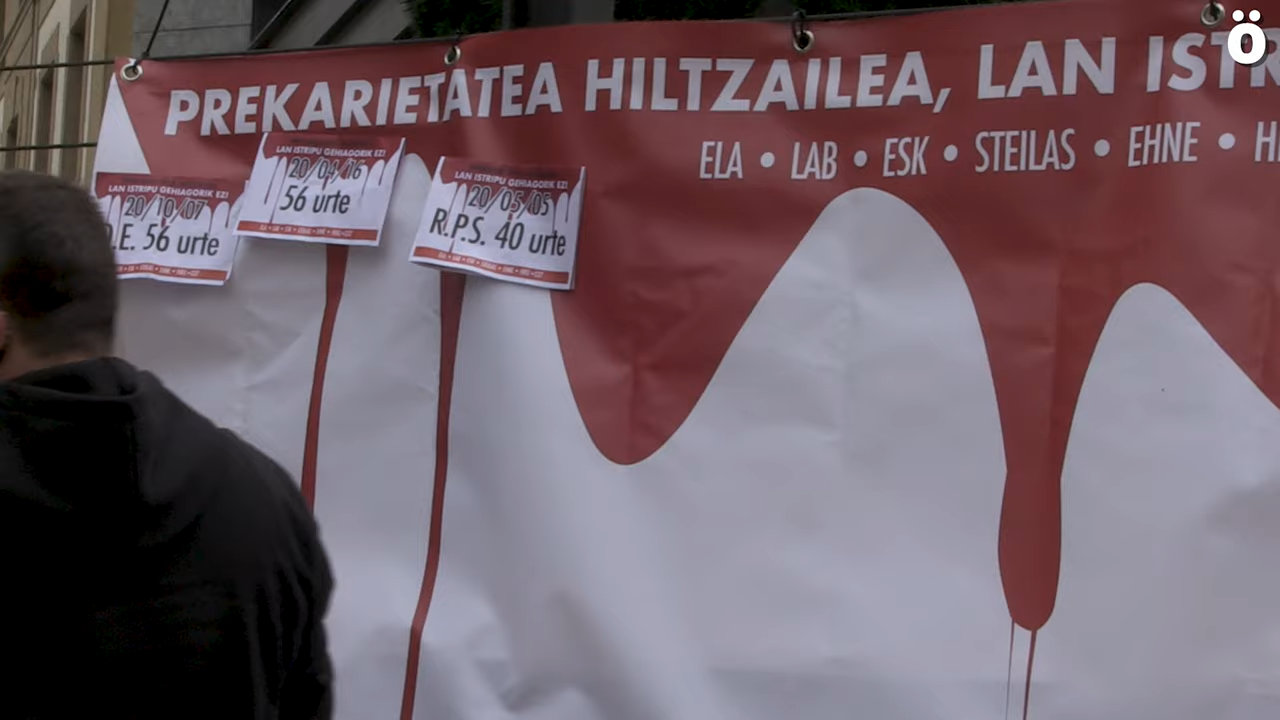 ö
PREKARIETATEA HILTZAILEA, LAN ISTR
ELA • LAB • ESK • STEILAS • EHNE • H
LAN ISTRIPU GEHIAGORIK EZ!
20/10/07
.E. 56 urte
LAN ISTRIPU GEHIAGORIK EZ!
20/04/16
56 urte
LAN ISTRIPU GEHIAGORIK EZ!
20/05/05
R.P.S. 40 urte